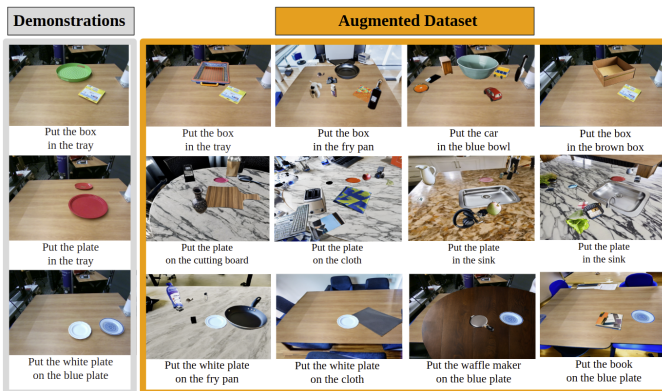 Demonstrations
Augmented Dataset
Put the box
in the tray
Put the box
in the tray
Put the box
in the fry pan
Put the car
in the blue bowl
Put the box
in brown box
Put the plate
in the tray
Put the plate
on the cutting board
Put the plate
on the cloth
Put the plate
in the sink
Put the plate
in the sink
Put the white plate
on the blue plate
Put the white plate
on the fry pan
Put the white plate
on the cloth
Put the waffle maker
on the blue plate
Put the book
on the blue plate